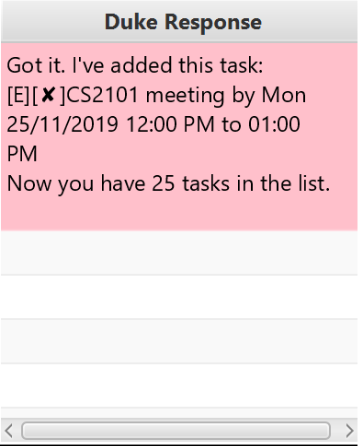 Duke Response
Got it. I've added this task:
[E][✘]CS2101 meeting by Mon
25/11/2019 12:00 PM to 01:00
PM
Now you have 25 tasks in the list.